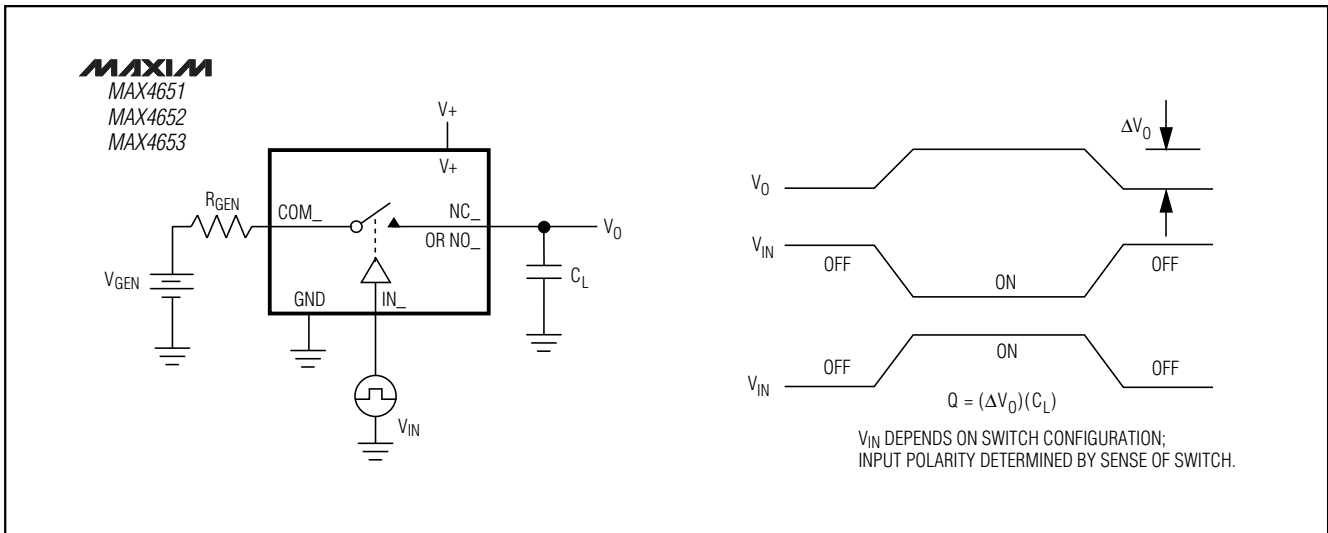 MAXIM
MAX4651
MAX4652
MAX4653
V+
V+
RGEN
COM_
NC_
OR NO_
VO
VGEN
CL
GND
IN_
VIN
ΔVO
VO
VIN
OFF
ON
OFF
VIN
OFF
ON
OFF
Q = (ΔVO)(CL)
VIN DEPENDS ON SWITCH CONFIGURATION;
INPUT POLARITY DETERMINED BY SENSE OF SWITCH.